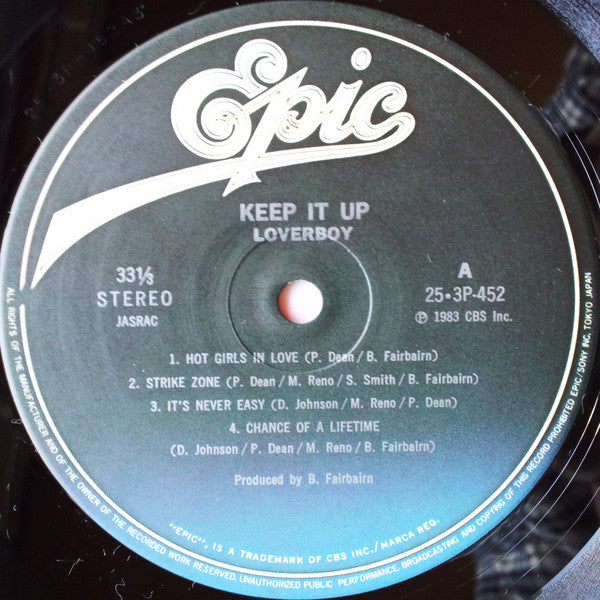 Epic
KEEP IT UP
LOVERBOY
33⅓
STEREO
JASRAC
A
25•3P-452
℗ 1983 CBS Inc.
1. HOT GIRLS IN LOVE (P. Dean/B. Fairbairn)
2. STRIKE ZONE (P. Dean/M. Reno/S. Smith/B. Fairbairn)
3. IT'S NEVER EASY (D. Johnson/M. Reno/P. Dean)
4. CHANCE OF A LIFETIME
(D. Johnson/P. Dean/M. Reno/B. Fairbairn)
Produced by B. Fairbairn
"EPIC", IS A TRADEMARK OF CBS INC./MARCA REG.
ALL RIGHTS OF THE MANUFACTURER AND OF THE OWNER OF THE RECORDED WORK RESERVED. UNAUTHORIZED PUBLIC PERFORMANCE, BROADCASTING AND COPYING OF THIS RECORD PROHIBITED EPIC/SONY INC. TOKYO JAPAN